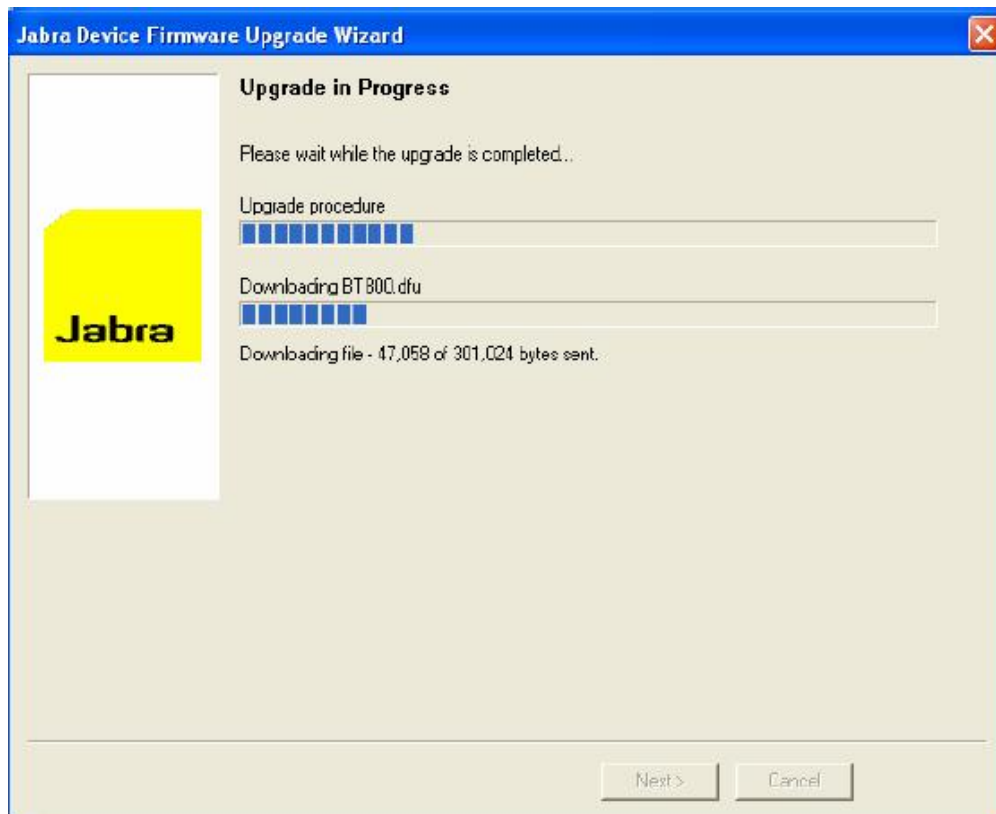 Jabra Device Firmware Upgrade Wizard
Upgrade in Progress
Please wait while the upgrade is completed...
Upgrade procedure
Downloading BT800.dfu
Jabra
Downloading file - 47,058 of 301,024 bytes sent.
Next >
Cancel